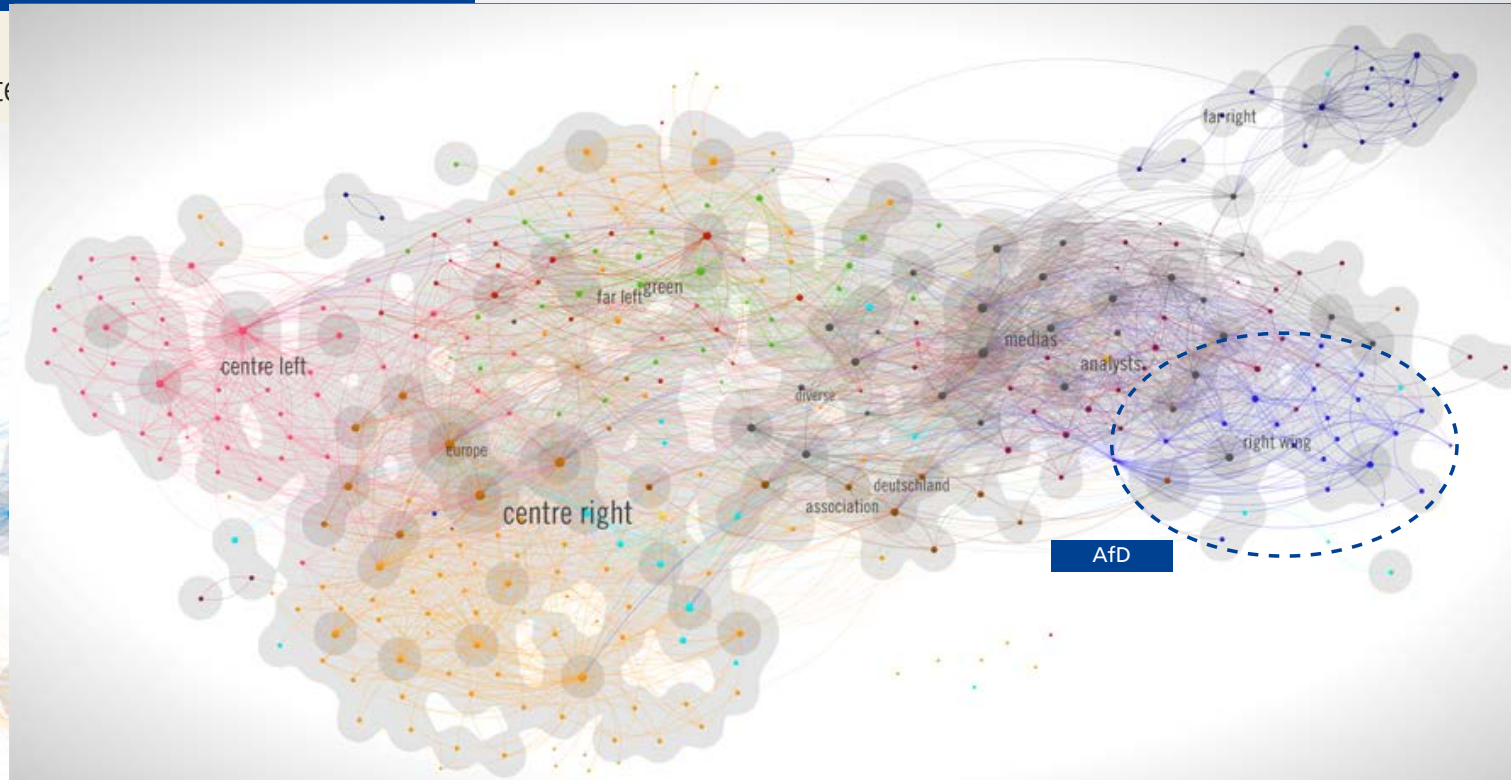 far right
green
far left
medias
centre left
analysts
diverse
Europe
right wing
deutschland
centre right
association
AfD